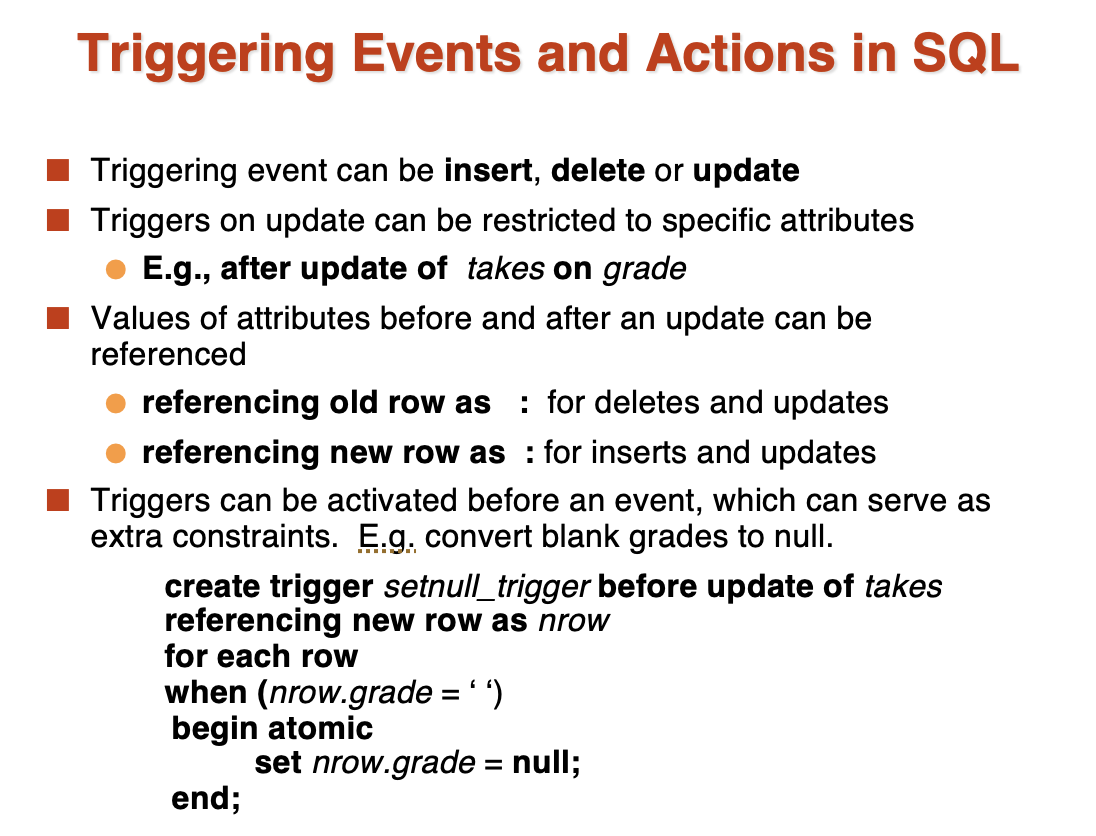 Triggering Events and Actions in SQL
Triggering event can be insert, delete or update
Triggers on update can be restricted to specific attributes
E.g., after update of takes on grade
Values of attributes before and after an update can be
referenced
referencing old row as : for deletes and updates
referencing new row as : for inserts and updates
Triggers can be activated before an event, which can serve as
extra constraints. E.g. convert blank grades to null.
create trigger setnull_trigger before update of takes
referencing new row as nrow
for each row
when (nrow.grade = ‘ ‘)
begin atomic
set nrow.grade = null;
end;